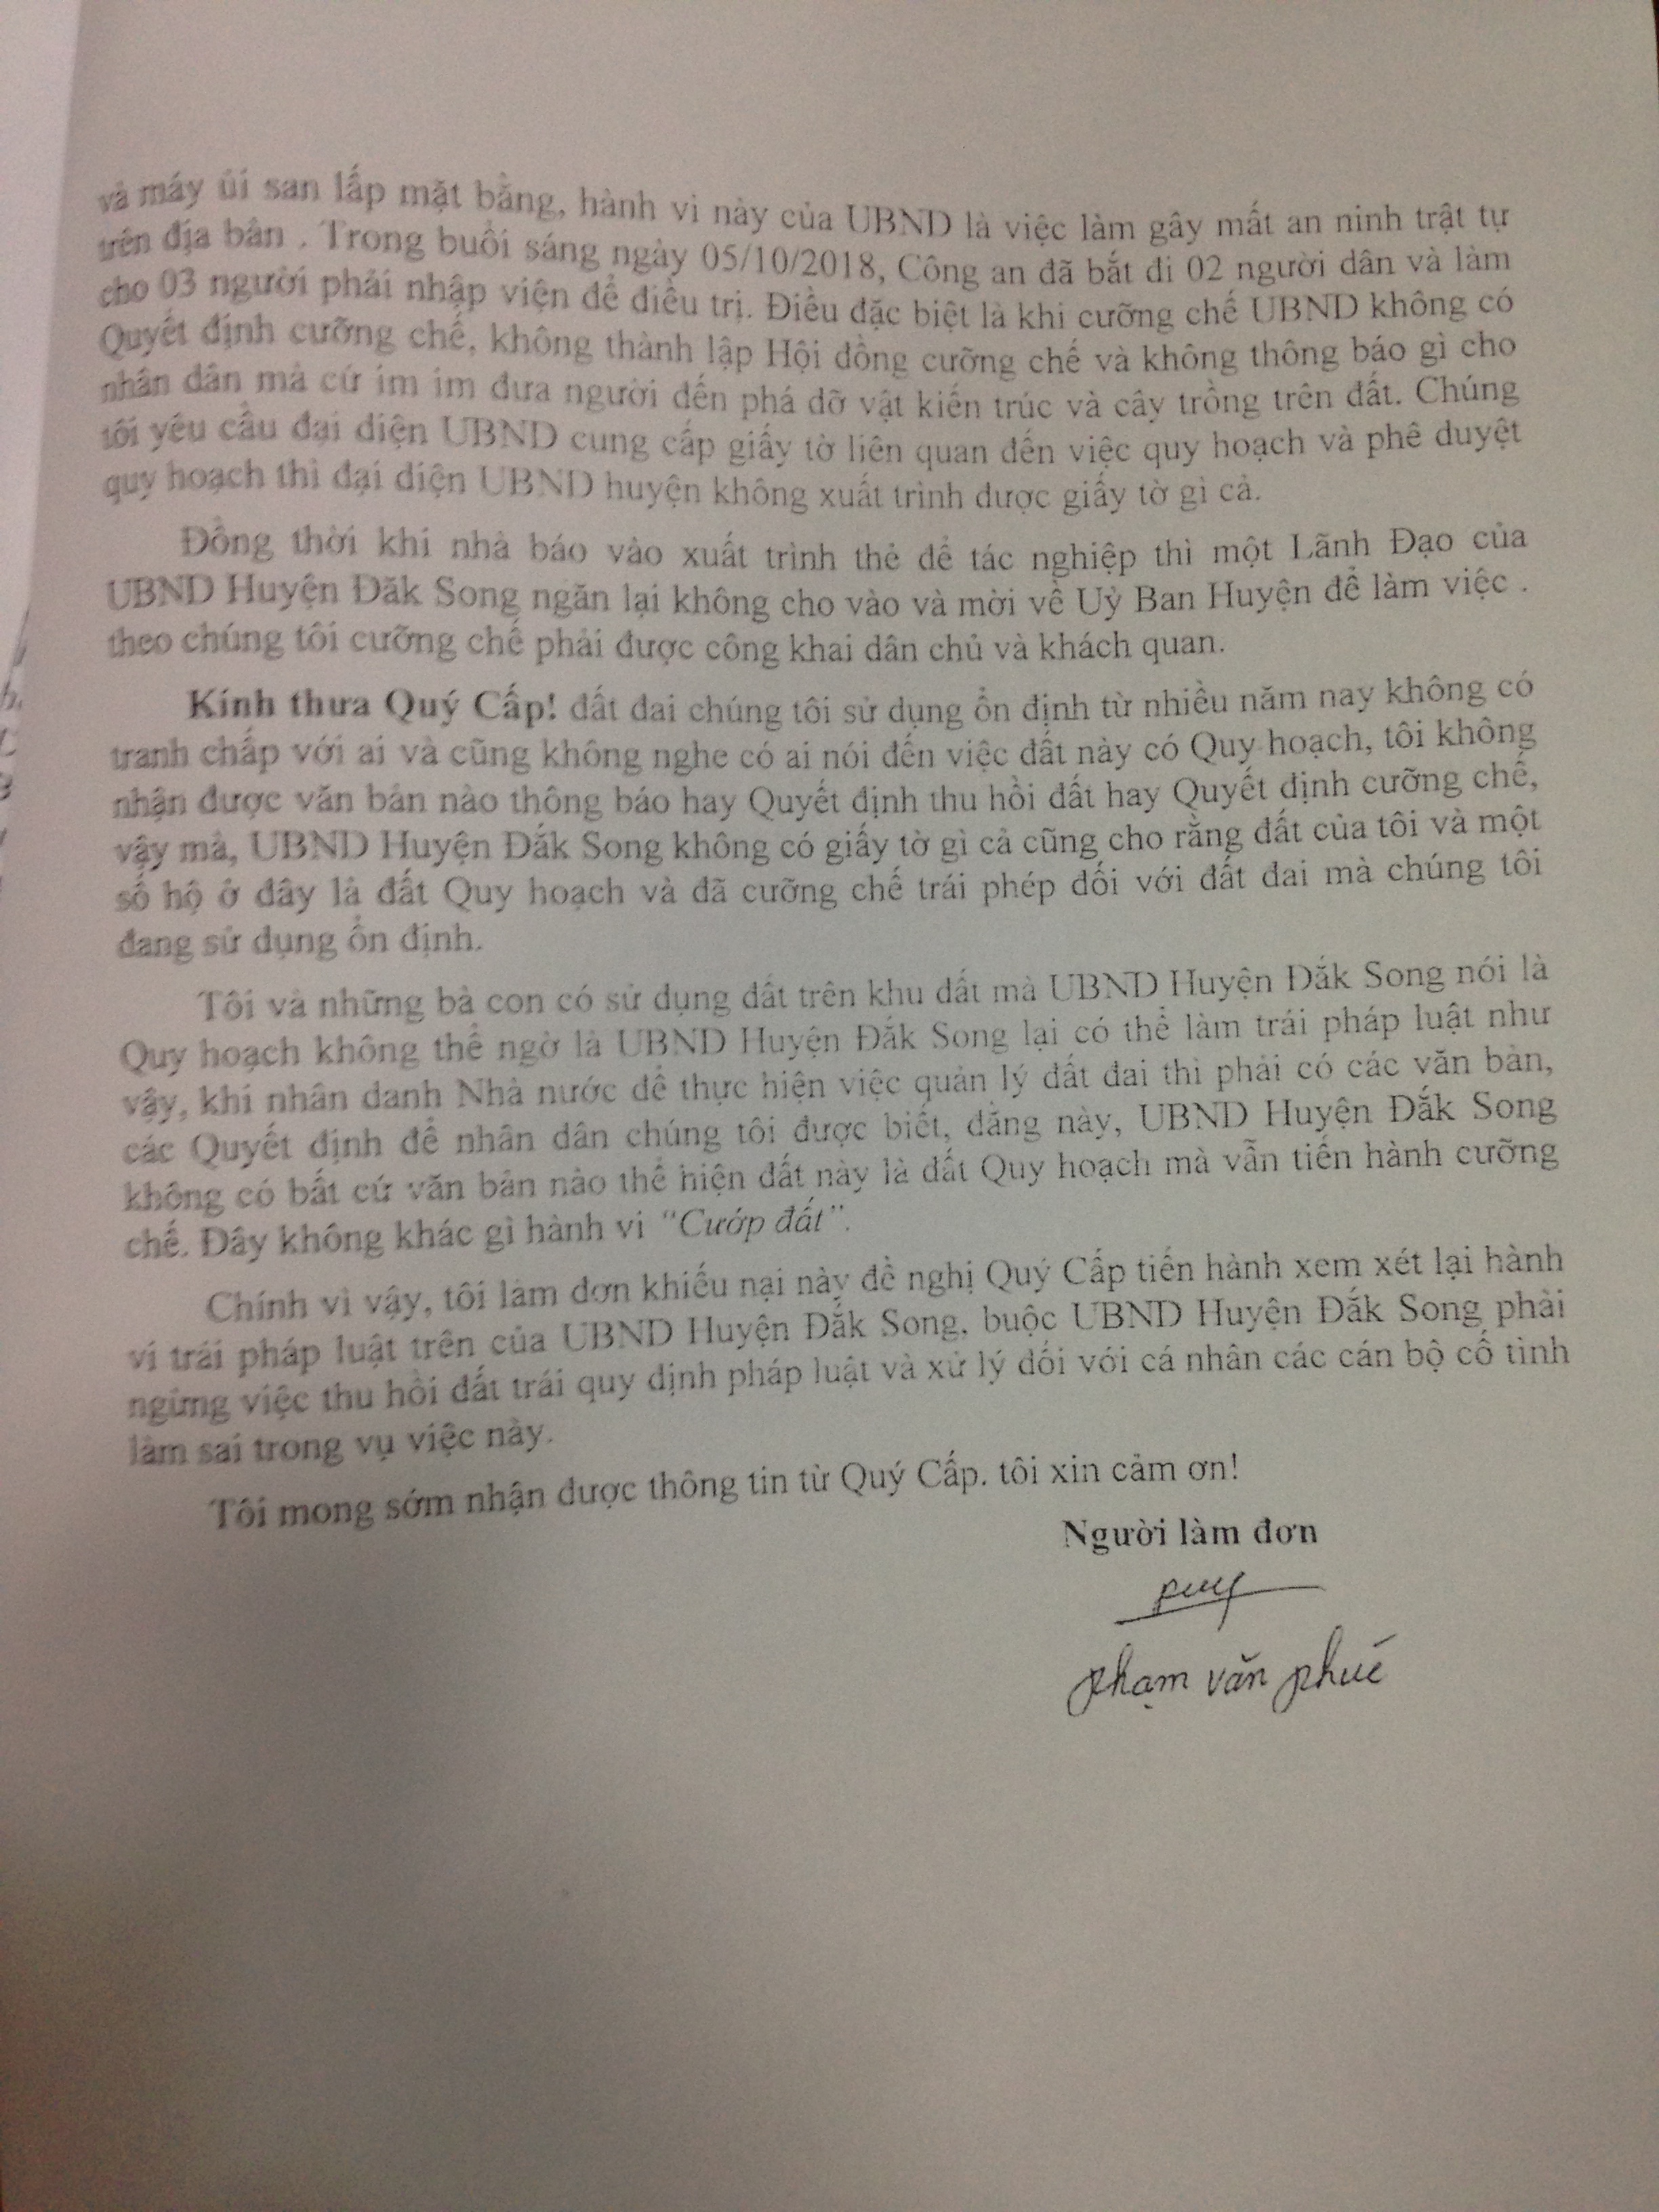 và máy ủi san lấp mặt bằng, hành vi này của UBND là việc làm gây mất an ninh trật tự
trên địa bàn . Trong buổi sáng ngày 05/10/2018, Công an đã bắt đi 02 người dân và làm
cho 03 người phải nhập viện để điều trị. Điều đặc biệt là khi cưỡng chế UBND không có
Quyết định cưỡng chế, không thành lập Hội đồng cưỡng chế và không thông báo gì cho
nhân dân mà cứ im im đưa người đến phá dỡ vật kiến trúc và cây trồng trên đất. Chúng
tôi yêu cầu đại diện UBND cung cấp giấy tờ liên quan đến việc quy hoạch và phê duyệt
quy hoạch thì đại diện UBND huyện không xuất trình được giấy tờ gì cả.
Đồng thời khi nhà báo vào xuất trình thẻ để tác nghiệp thì một Lãnh Đạo của
UBND Huyện Đăk Song ngăn lại không cho vào và mời về Uỷ Ban Huyện để làm việc .
theo chúng tôi cưỡng chế phải được công khai dân chủ và khách quan.
Kính thưa Quý Cấp! đất đai chúng tôi sử dụng ổn định từ nhiều năm nay không có
tranh chấp với ai và cũng không nghe có ai nói đến việc đất này có Quy hoạch, tôi không
nhận được văn bản nào thông báo hay Quyết định thu hồi đất hay Quyết định cưỡng chế,
vậy mà, UBND Huyện Đắk Song không có giấy tờ gì cả cũng cho rằng đất của tôi và một
số hộ ở đây là đất Quy hoạch và đã cưỡng chế trái phép đối với đất đai mà chúng tôi
đang sử dụng ổn định.
Tôi và những bà con có sử dụng đất trên khu đất mà UBND Huyện Đắk Song nói là
Quy hoạch không thể ngờ là UBND Huyện Đắk Song lại có thể làm trái pháp luật như
vậy, khi nhân danh Nhà nước để thực hiện việc quản lý đất đai thì phải có các văn bản,
các Quyết định để nhân dân chúng tôi được biết, đằng này, UBND Huyện Đắk Song
không có bất cứ văn bản nào thể hiện đất này là đất Quy hoạch mà vẫn tiến hành cưỡng
chế. Đây không khác gì hành vi “Cướp đất”.
Chính vì vậy, tôi làm đơn khiếu nại này đề nghị Quý Cấp tiến hành xem xét lại hành
vi trái pháp luật trên của UBND Huyện Đắk Song, buộc UBND Huyện Đắk Song phải
ngừng việc thu hồi đất trái quy định pháp luật và xử lý đối với cá nhân các cán bộ cố tình
làm sai trong vụ việc này.
Tôi mong sớm nhận được thông tin từ Quý Cấp. tôi xin cảm ơn!
Người làm đơn
phạm văn phúc